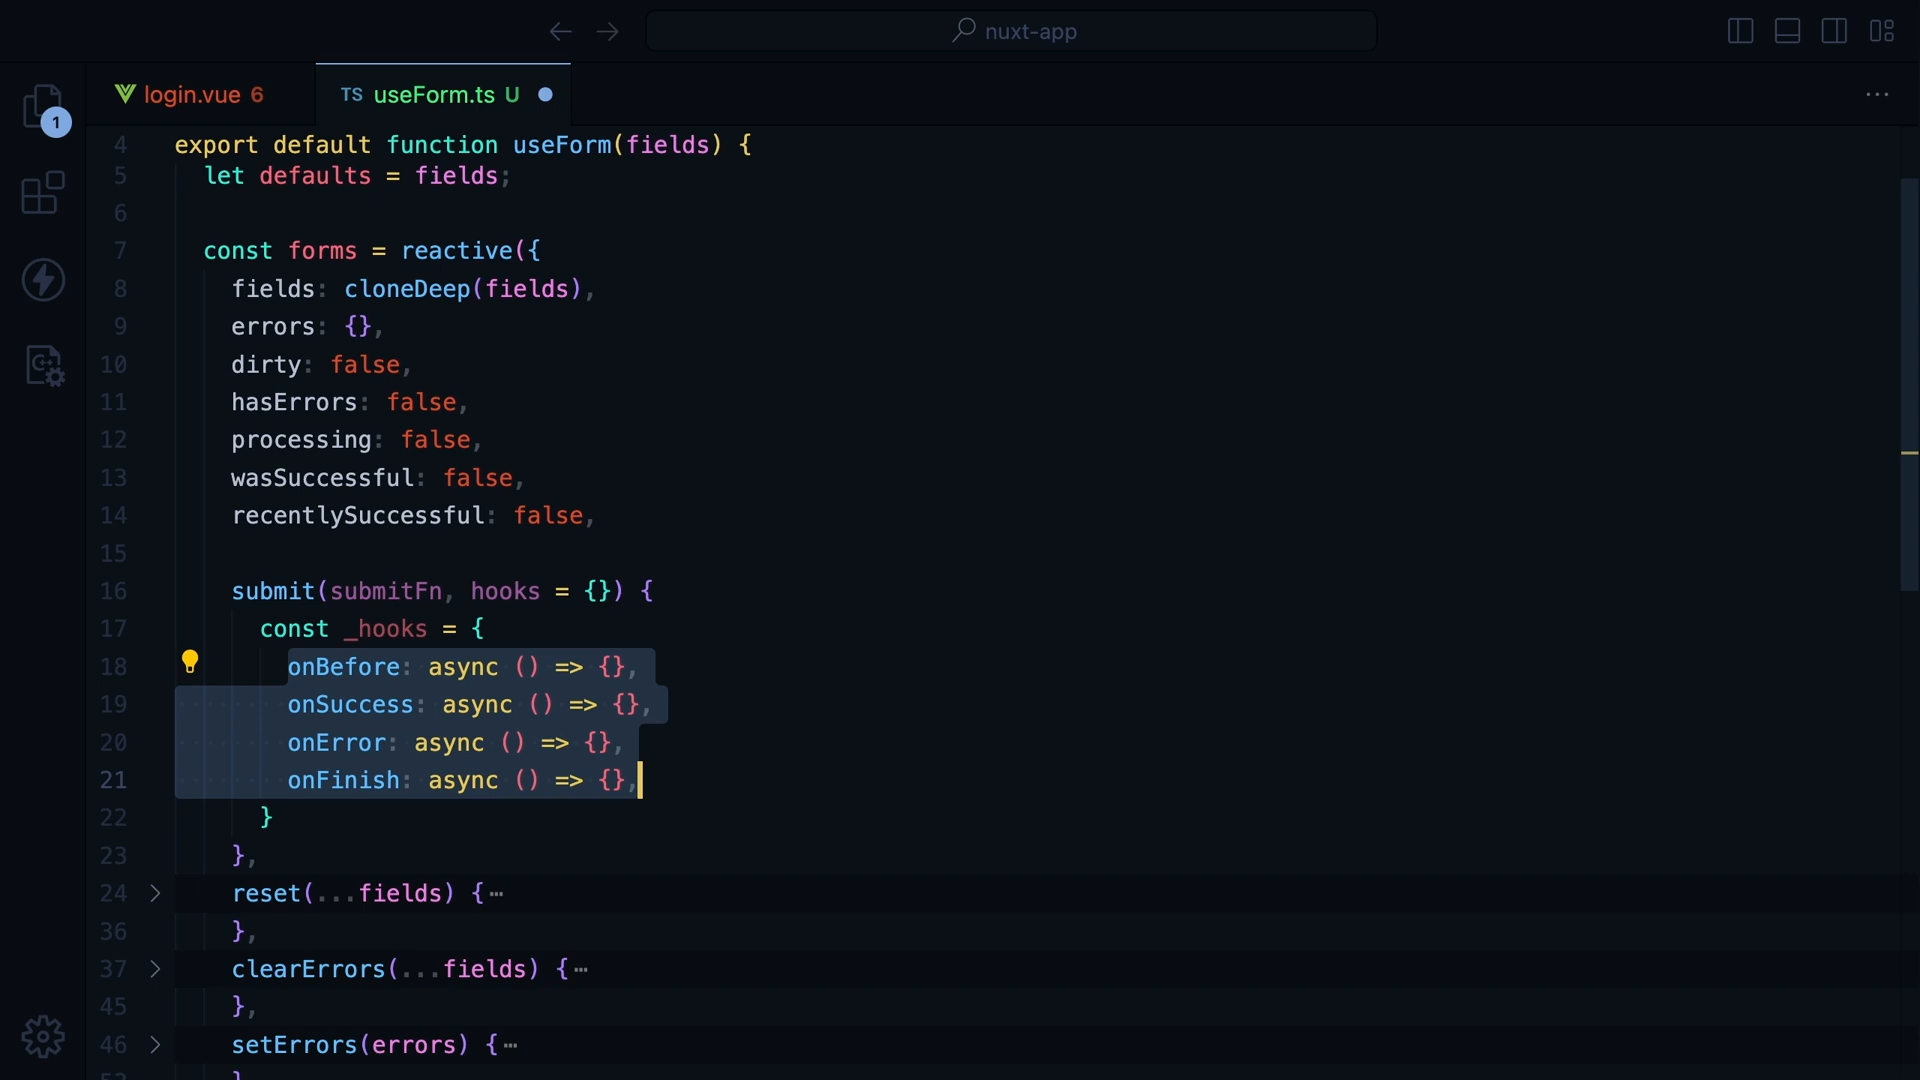 nuxt-app
login.vue 6
TS useForm.ts U
1
4 export default function useForm(fields) {
5 let defaults = fields;
6
7 const forms = reactive({
8 fields: cloneDeep(fields),
9 errors: {},
10 dirty: false,
11 hasErrors: false,
12 processing: false,
13 wasSuccessful: false,
14 recentlySuccessful: false,
15
16 submit(submitFn, hooks = {}) {
17 const _hooks = {
18 onBefore: async () => {},
19 onSuccess: async () => {},
20 onError: async () => {},
21 onFinish: async () => {},
22 }
23 },
24 reset(...fields) {⋯
36 },
37 clearErrors(...fields) {⋯
45 },
46 setErrors(errors) {⋯